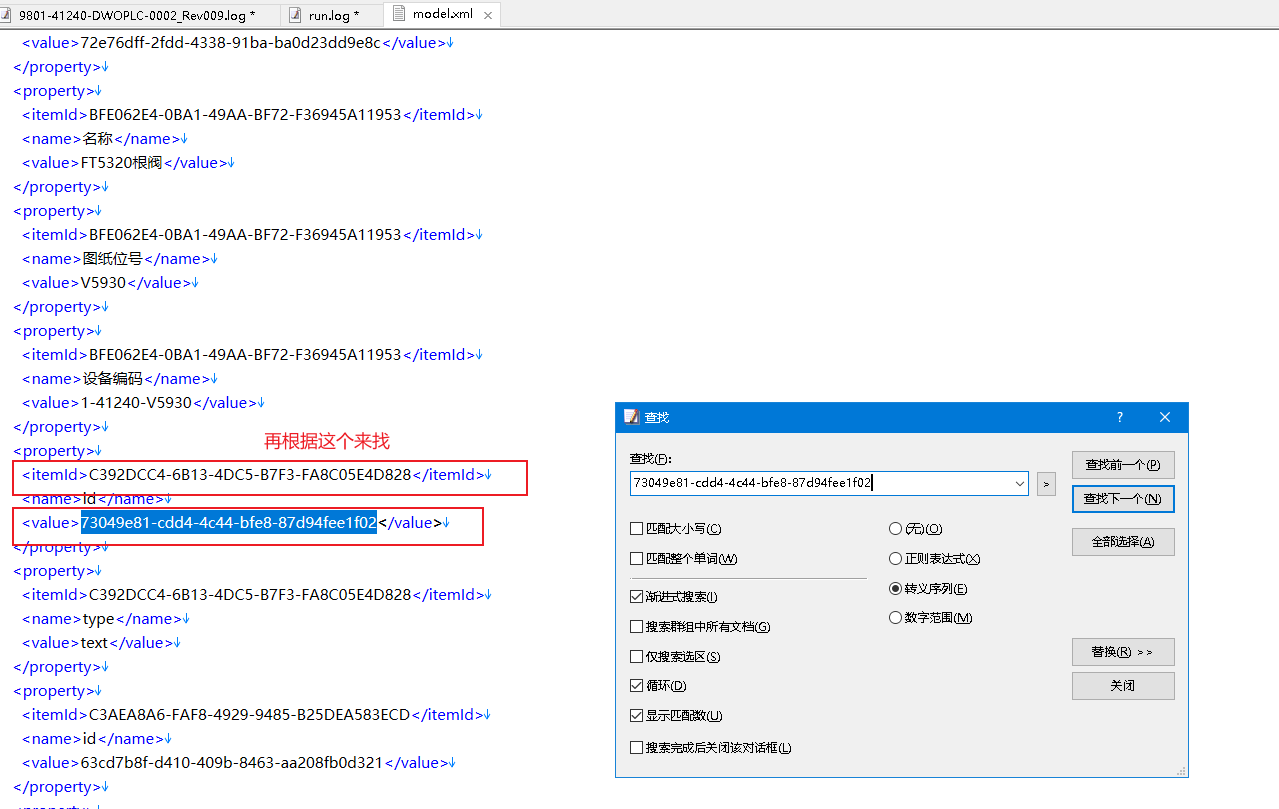 9801-41240-DWOPLC-0002_Rev009.log *
run.log *
model.xml
<value>72e76dff-2fdd-4338-91ba-ba0d23dd9e8c</value>↓
</property>↓
<property>↓
<itemId>BFE062E4-0BA1-49AA-BF72-F36945A11953</itemId>↓
<name>名称</name>↓
<value>FT5320根阀</value>↓
</property>↓
<property>↓
<itemId>BFE062E4-0BA1-49AA-BF72-F36945A11953</itemId>↓
<name>图纸位号</name>↓
<value>V5930</value>↓
</property>↓
<property>↓
<itemId>BFE062E4-0BA1-49AA-BF72-F36945A11953</itemId>↓
<name>设备编码</name>↓
<value>1-41240-V5930</value>↓
</property>↓
<property>↓
再根据这个来找
<itemId>C392DCC4-6B13-4DC5-B7F3-FA8C05E4D828</itemId>↓
<name>id</name>↓
<value>73049e81-cdd4-4c44-bfe8-87d94fee1f02</value>↓
</property>↓
<property>↓
<itemId>C392DCC4-6B13-4DC5-B7F3-FA8C05E4D828</itemId>↓
<name>type</name>↓
<value>text</value>↓
</property>↓
<property>↓
<itemId>C3AEA8A6-FAF8-4929-9485-B25DEA583ECD</itemId>↓
<name>id</name>↓
<value>63cd7b8f-d410-409b-8463-aa208fb0d321</value>↓
</property>↓
<property>↓
查找
?
查找(F):
73049e81-cdd4-4c44-bfe8-87d94fee1f02
>
查找前一个(P)
查找下一个(N)
全部选择(A)
匹配大小写(C)
匹配整个单词(W)
渐进式搜索(I)
搜索群组中所有文档(G)
仅搜索选区(S)
循环(D)
显示匹配数(U)
搜索完成后关闭该对话框(L)
(无)(O)
正则表达式(X)
转义序列(E)
数字范围(M)
替换(R) >>
关闭